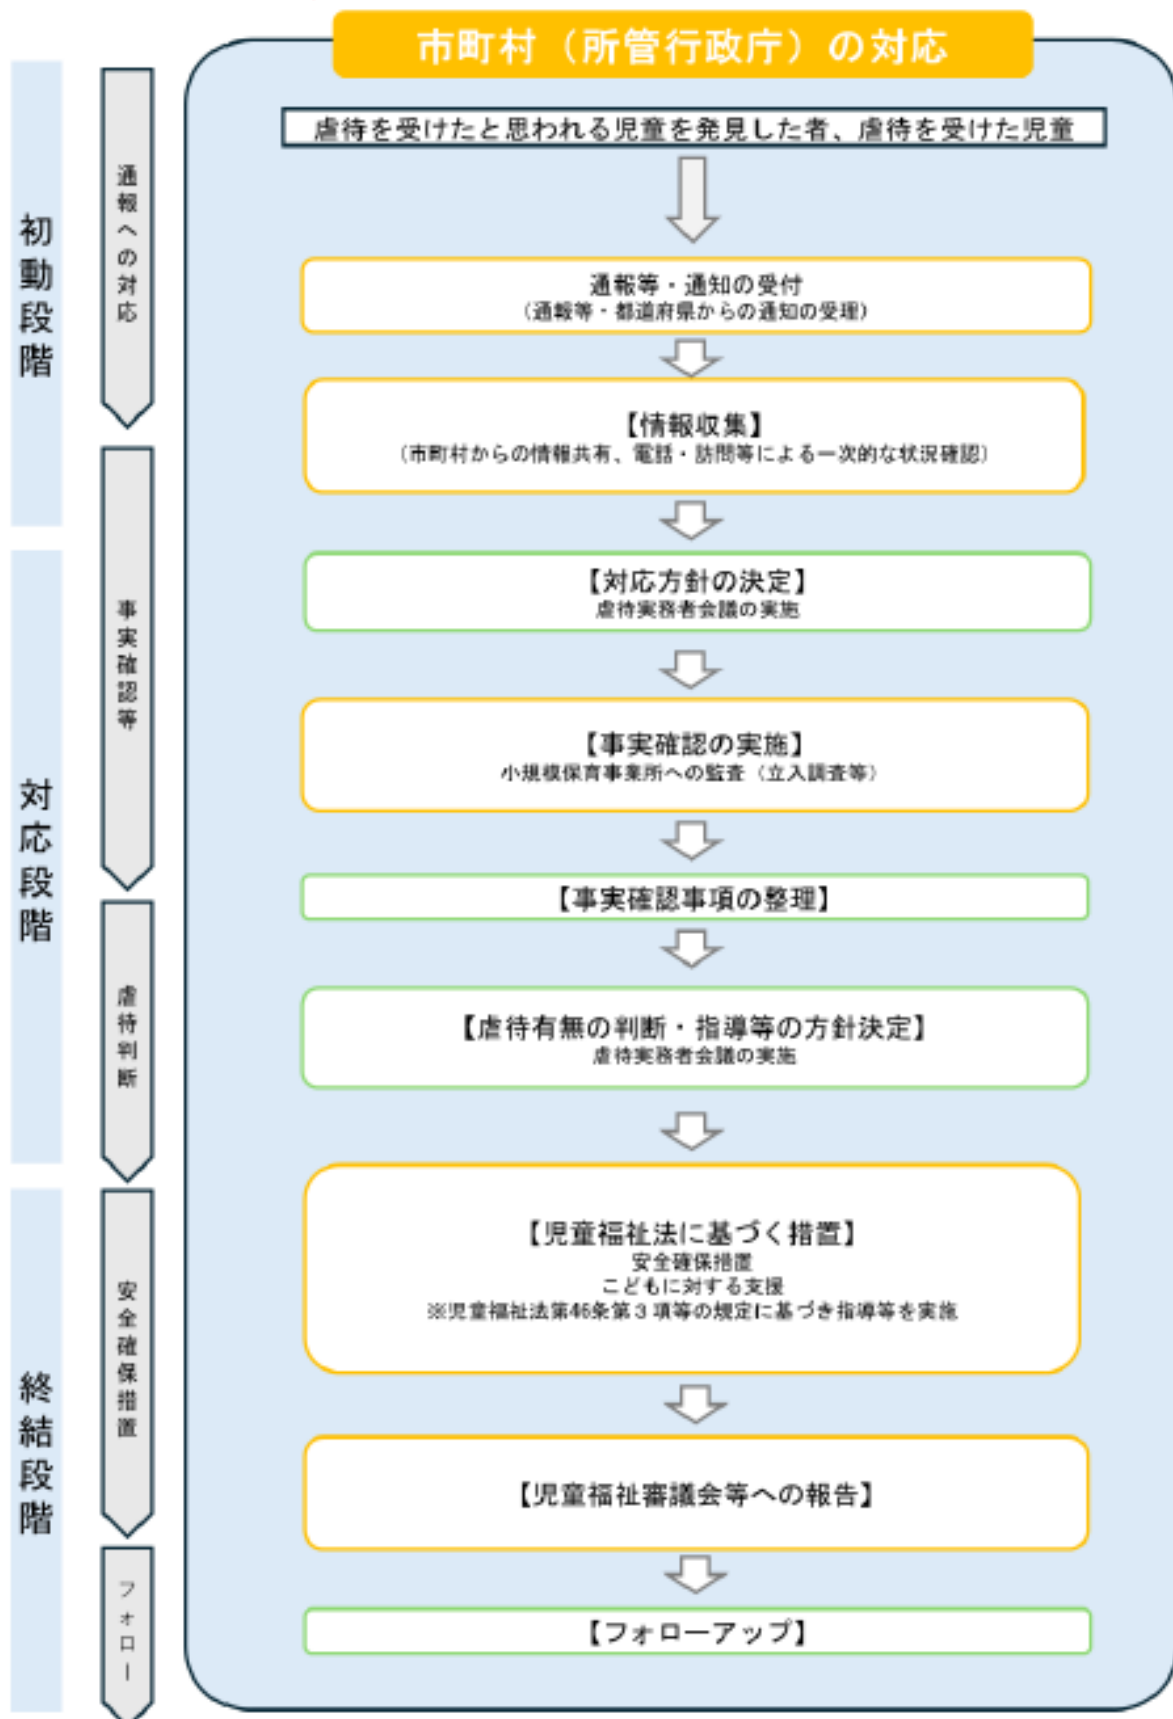 市町村（所管行政庁）の対応
虐待を受けたと思われる児童を発見した者、虐待を受けた児童
初動段階
通報への対応
通報等・通知の受付
（通報等・都道府県からの通知の受理）
【情報収集】
（市町村からの情報共有、電話・訪問等による一次的な状況確認）
対応段階
事実確認等
【対応方針の決定】
虐待実務者会議の実施
【事実確認の実施】
小規模保育事業所への監査（立入調査等）
【事実確認事項の整理】
虐待判断
【虐待有無の判断・指導等の方針決定】
虐待実務者会議の実施
終結段階
安全確保措置
【児童福祉法に基づく措置】
安全確保措置
こどもに対する支援
※児童福祉法第46条第３項等の規定に基づき指導等を実施
【児童福祉審議会等への報告】
フォロー
【フォローアップ】